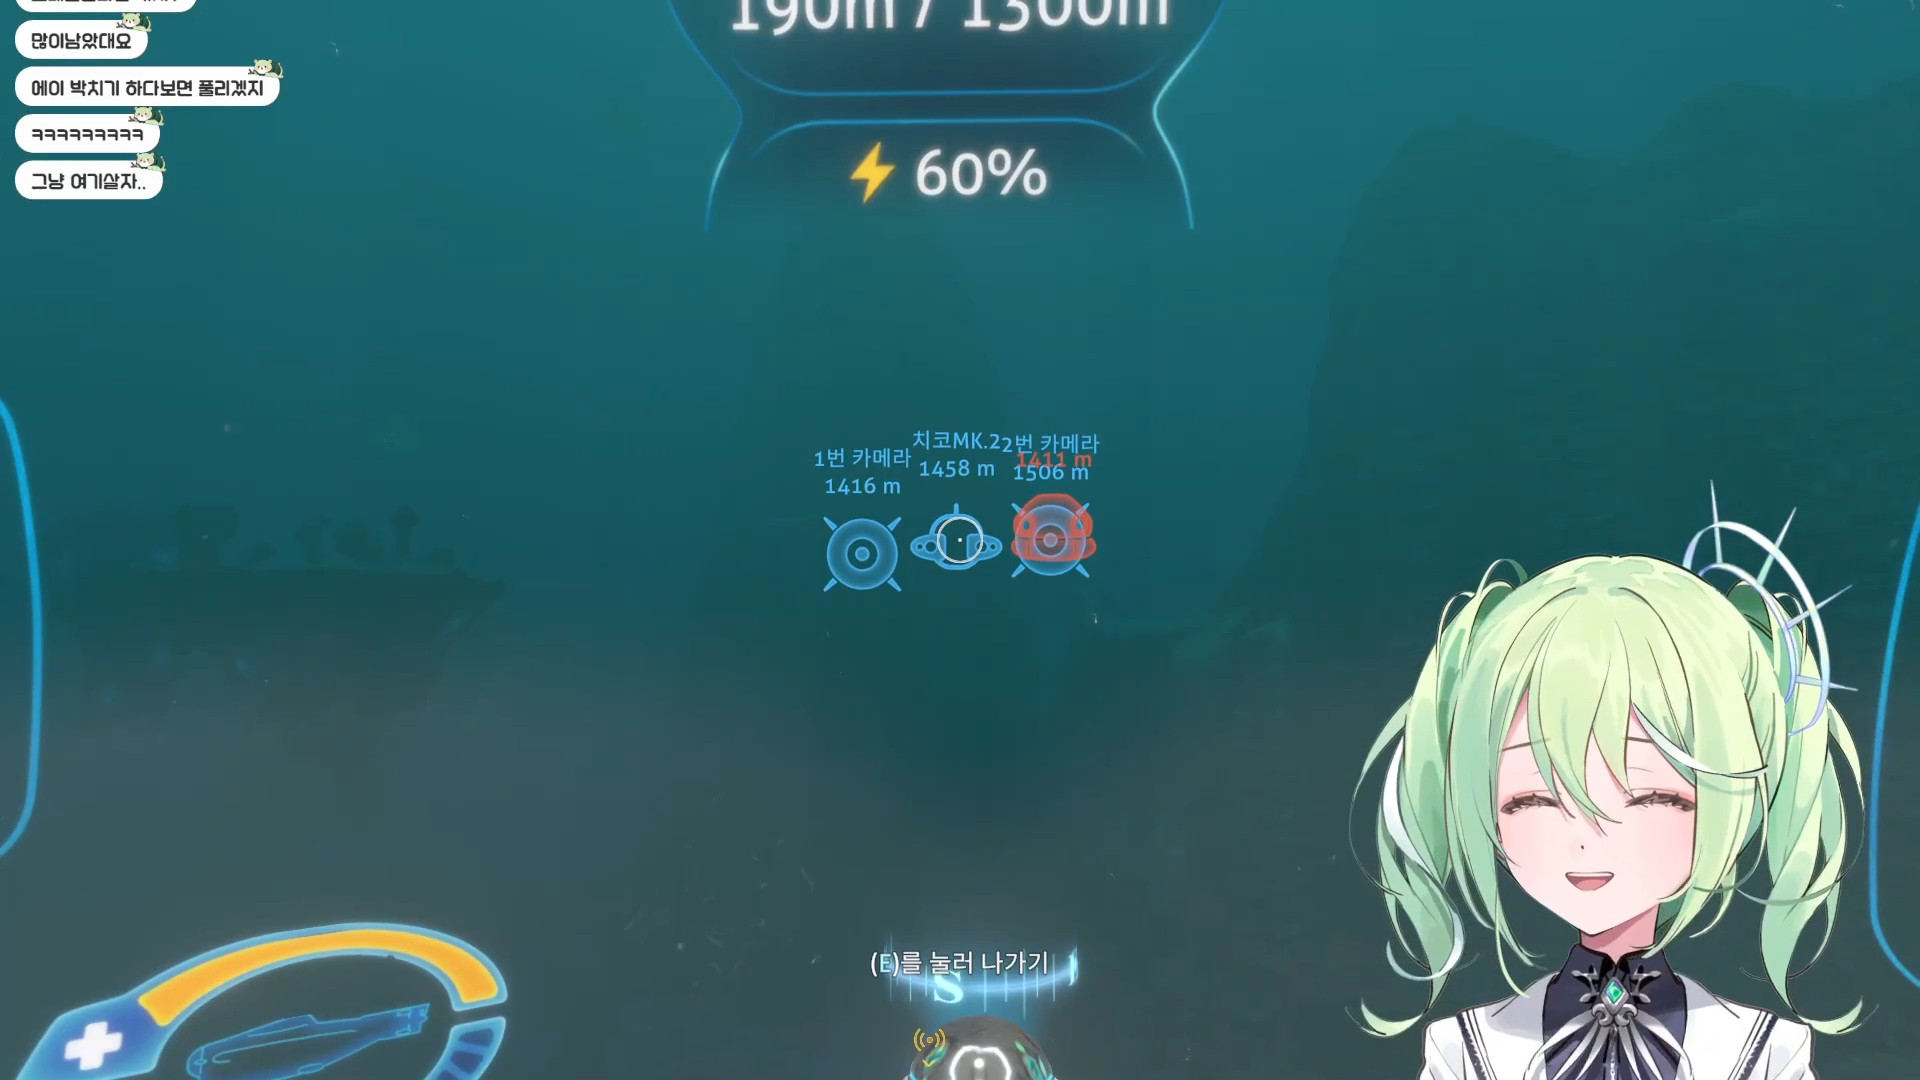 많이남았대요
에이 박치기 하다보면 풀리겠지
ㅋㅋㅋㅋㅋㅋㅋㅋㅋ
그냥 여기살자..
190m / 1300m
60%
치코MK.2
2번 카메라
1번 카메라
1411 m
1458 m
1506 m
1416 m
(E)를 눌러 나가기
S